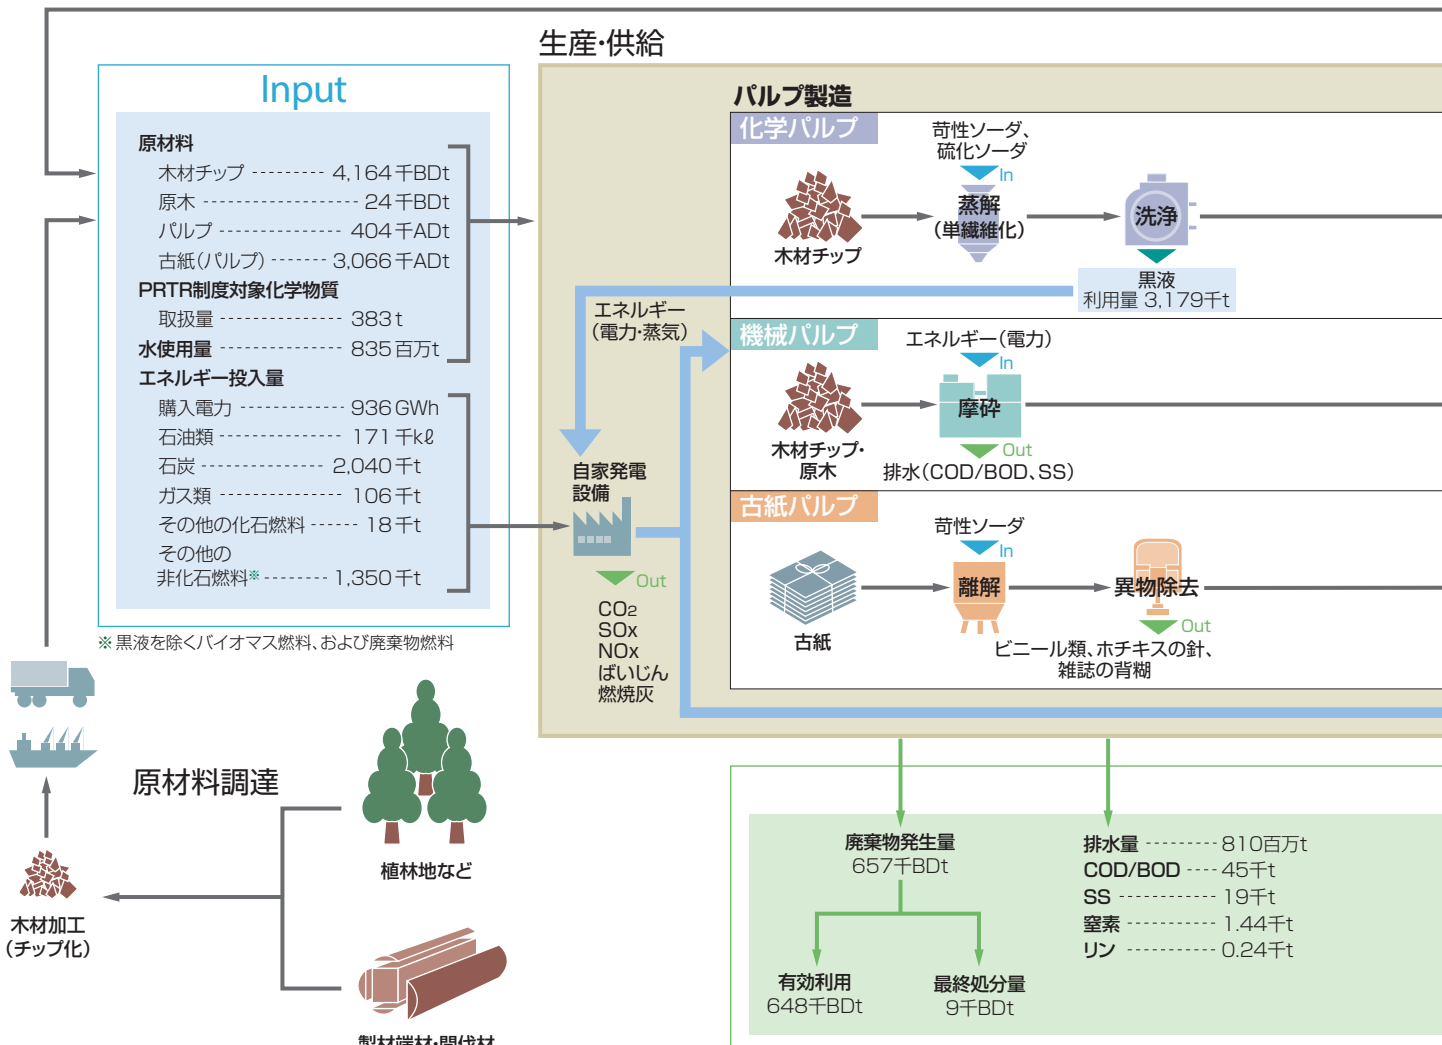 生産・供給
Input
原材料
木材チップ 4,164千BDt
原木 24千BDt
パルプ 404千ADt
古紙(パルプ) 3,066千ADt
PRTR制度対象化学物質
取扱量 383t
水使用量 835百万t
エネルギー投入量
購入電力 936GWh
石油類 171千kℓ
石炭 2,040千t
ガス類 106千t
その他の化石燃料 18千t
その他の
非化石燃料※ 1,350千t
※黒液を除くバイオマス燃料、および廃棄物燃料
パルプ製造
化学パルプ
苛性ソーダ、
硫化ソーダ
In
木材チップ
蒸解
(単繊維化)
洗浄
黒液
利用量 3,179千t
エネルギー
(電力・蒸気)
機械パルプ
エネルギー(電力)
In
木材チップ・
原木
摩砕
Out
排水(COD/BOD、SS)
自家発電
設備
Out
CO2
SOx
NOx
ばいじん
燃焼灰
古紙パルプ
苛性ソーダ
In
古紙
離解
異物除去
Out
ビニール類、ホチキスの針、
雑誌の背糊
原材料調達
植林地など
木材加工
(チップ化)
製材端材・間伐材
廃棄物発生量
657千BDt
有効利用
648千BDt
最終処分量
9千BDt
排水量 810百万t
COD/BOD 45千t
SS 19千t
窒素 1.44千t
リン 0.24千t